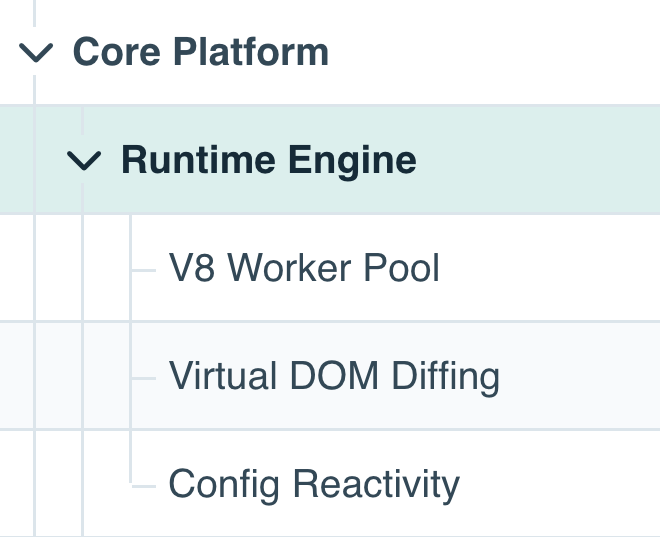 Core Platform
Runtime Engine
V8 Worker Pool
Virtual DOM Diffing
Config Reactivity